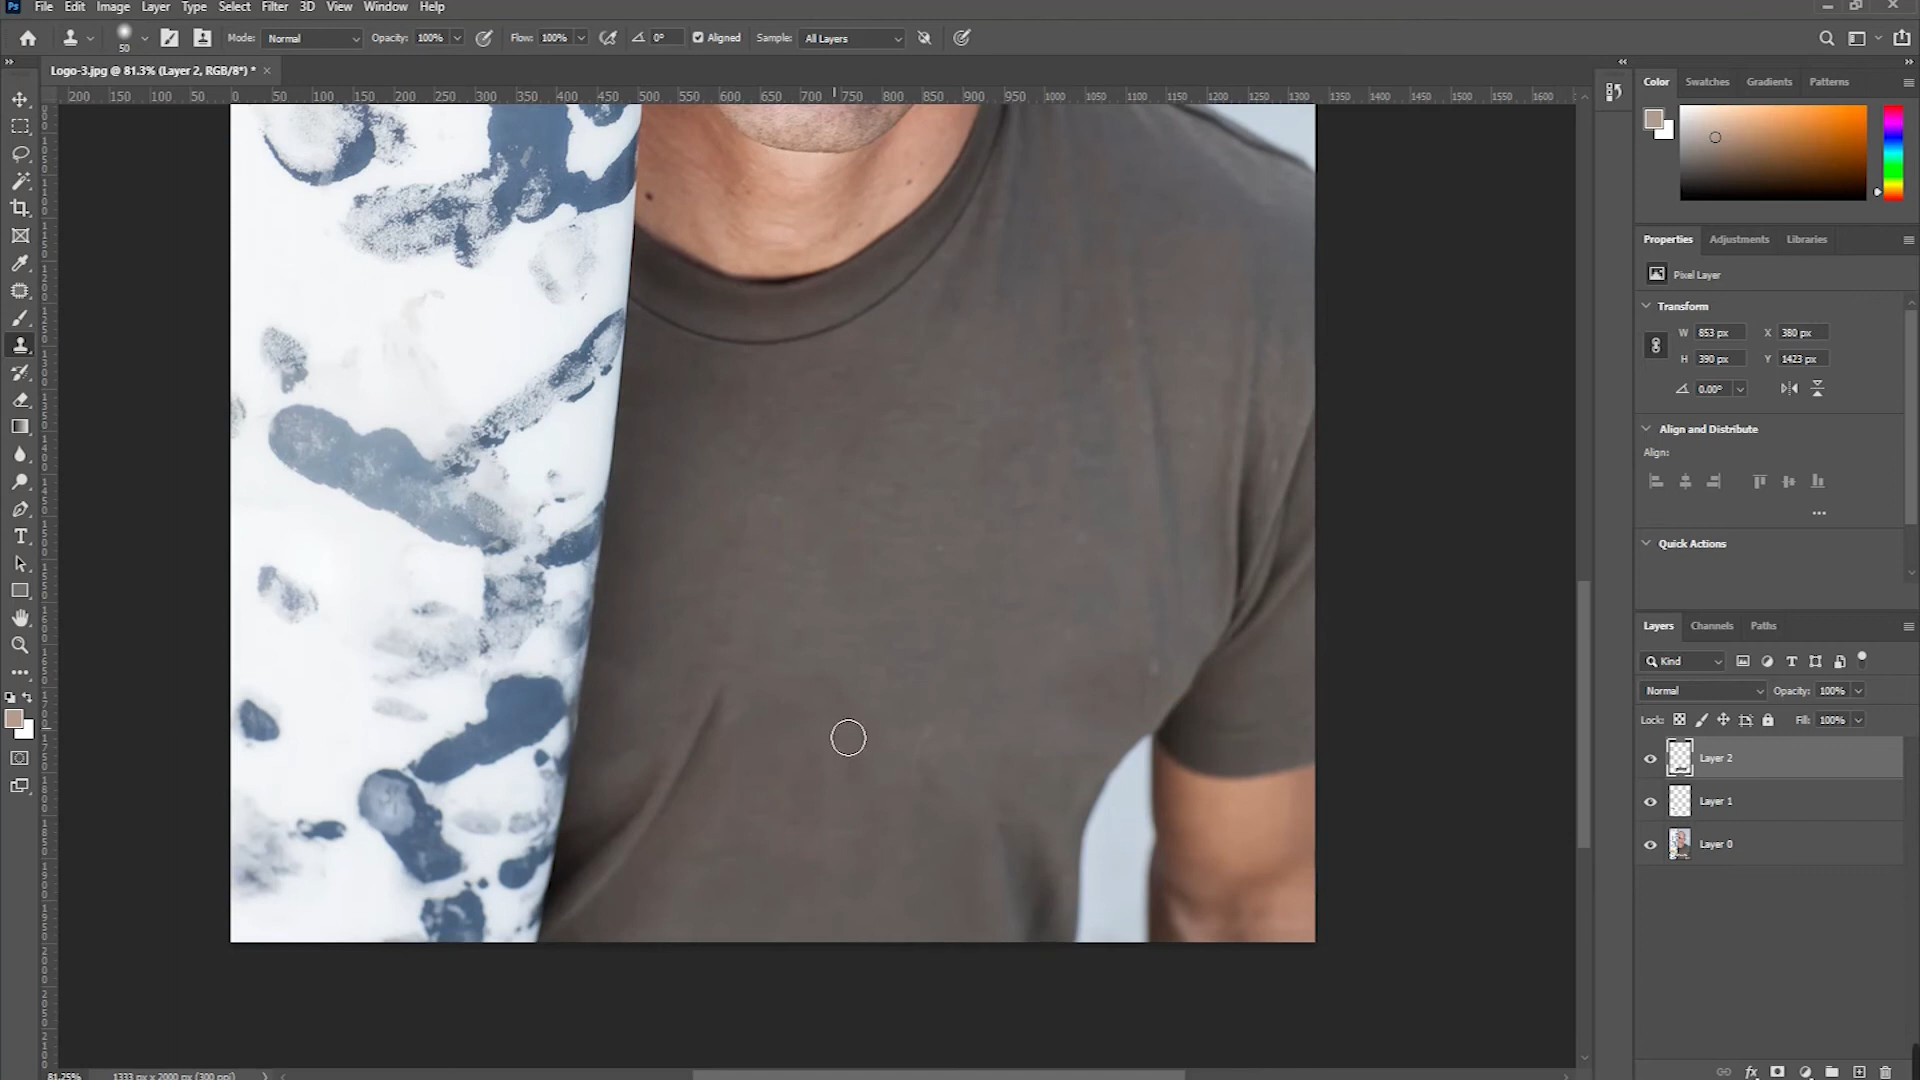 Ps File Edit Image Layer Type Select Filter 3D View Window Help
50 Mode: Normal Opacity: 100% Flow: 100% 0° Aligned Sample: All Layers
Logo-3.jpg @ 81.3% (Layer 2, RGB/8*) * ×
200 150 100 50 0 50 100 150 200 250 300 350 400 450 500 550 600 650 700 750 800 850 900 950 1000 1050 1100 1150 1200 1250 1300 1350 1400 1450 1500 1550 1600
Color Swatches Gradients Patterns
Properties Adjustments Libraries
Pixel Layer
Transform
W 853 px X 380 px
H 390 px Y 1423 px
0.00°
Align and Distribute
Align:
Quick Actions
Layers Channels Paths
Kind
Normal Opacity: 100%
Lock: Fill: 100%
Layer 2
Layer 1
Layer 0
fx
81.25% 1333 px x 2000 px (300 ppi)